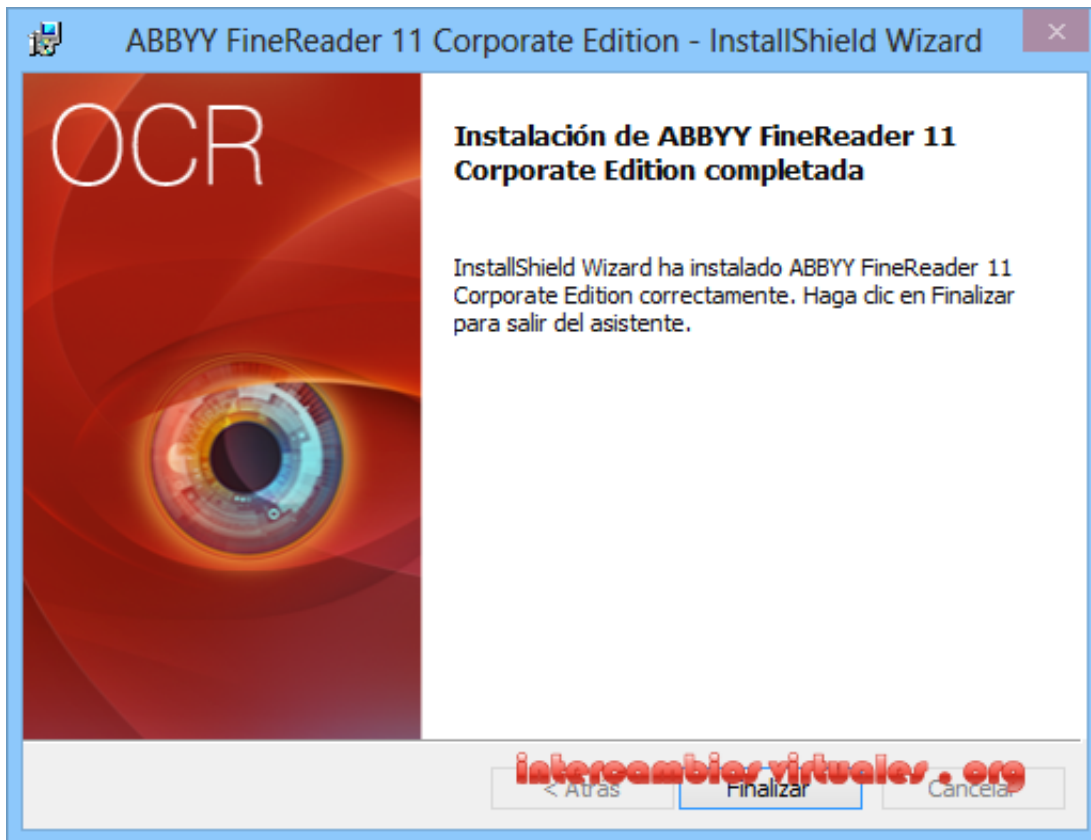 ABBYY FineReader 11 Corporate Edition - InstallShield Wizard
OCR
Instalación de ABBYY FineReader 11
Corporate Edition completada
InstallShield Wizard ha instalado ABBYY FineReader 11
Corporate Edition correctamente. Haga clic en Finalizar
para salir del asistente.
intercambios virtuales . org
< Atrás
Finalizar
Cancelar